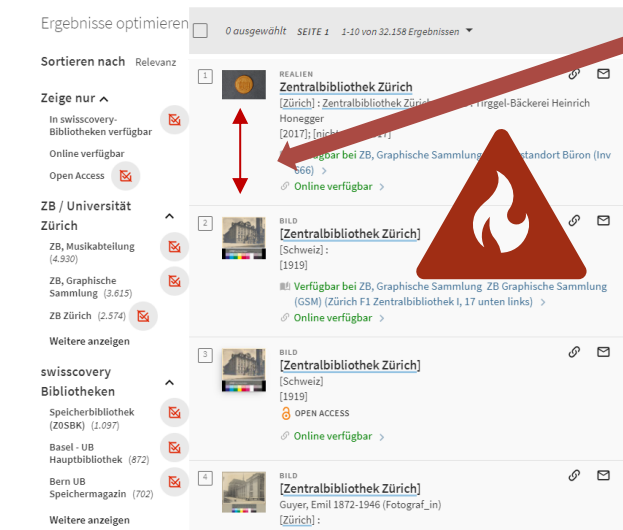 Ergebnisse optimieren
Sortieren nach Relevanz
Zeige nur
In swisscovery-
Bibliotheken verfügbar
Online verfügbar
Open Access
ZB / Universität
Zürich
ZB, Musikabteilung
(4.930)
ZB, Graphische
Sammlung (3.615)
ZB Zürich (2.574)
Weitere anzeigen
swisscovery
Bibliotheken
Speicherbibliothek
(Z0SBK) (1.097)
Basel - UB
Hauptbibliothek (872)
Bern UB
Speichermagazin (702)
Weitere anzeigen
0 ausgewählt SEITE 1 1-10 von 32.158 Ergebnissen
1
REALIEN
Zentralbibliothek Zürich
[Zürich] : Zentralbibliothek Tirggel-Bäckerei Heinrich
Honegger
[2017];
bei ZB, Graphische Sammlung Büron (Inv
666) >
Online verfügbar >
2
BILD
[Zentralbibliothek Zürich]
[Schweiz] :
[1919]
Verfügbar bei ZB, Graphische Sammlung ZB Graphische Sammlung
(GSM) (Zürich F1 Zentralbibliothek I, 17 unten links) >
Online verfügbar >
3
BILD
[Zentralbibliothek Zürich]
[Schweiz]
[1919]
OPEN ACCESS
Online verfügbar >
4
BILD
[Zentralbibliothek Zürich]
Guyer, Emil 1872-1946 (Fotograf_in)
[Zürich] :